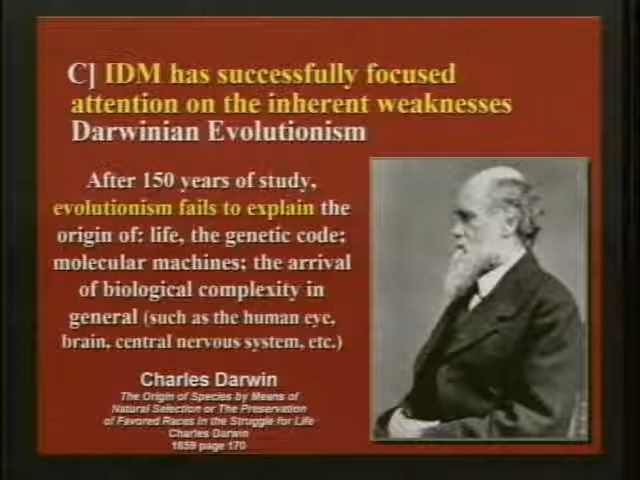 C] IDM has successfully focused
attention on the inherent weaknesses
Darwinian Evolutionism
After 150 years of study,
evolutionism fails to explain the
origin of: life, the genetic code;
molecular machines; the arrival
of biological complexity in
general (such as the human eye,
brain, central nervous system, etc.)
Charles Darwin
The Origin of Species by Means of
Natural Selection or The Preservation
of Favored Races in the Struggle for Life
Charles Darwin
1859 page 170